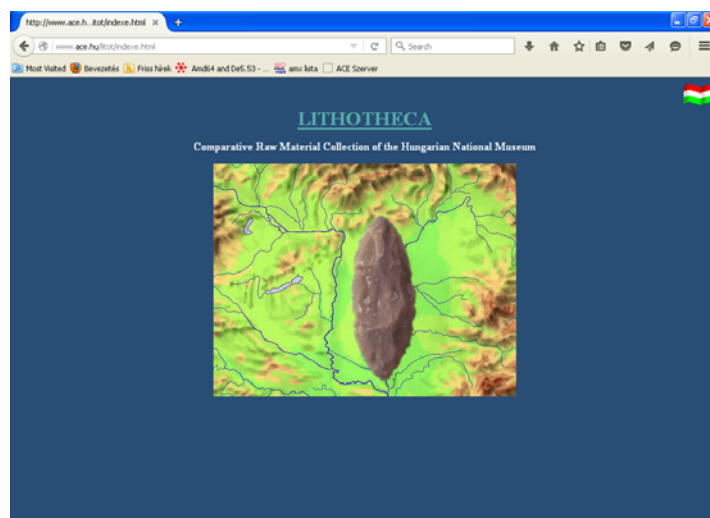 http://www.ace.h...itot/indexe.html
www.ace.hu/litot/indexe.html
Search
Most Visited Bevezetés Friss hírek Amd64 and De5.53 - ... amx lista ACE Szerver
LITHOTHECA
Comparative Raw Material Collection of the Hungarian National Museum